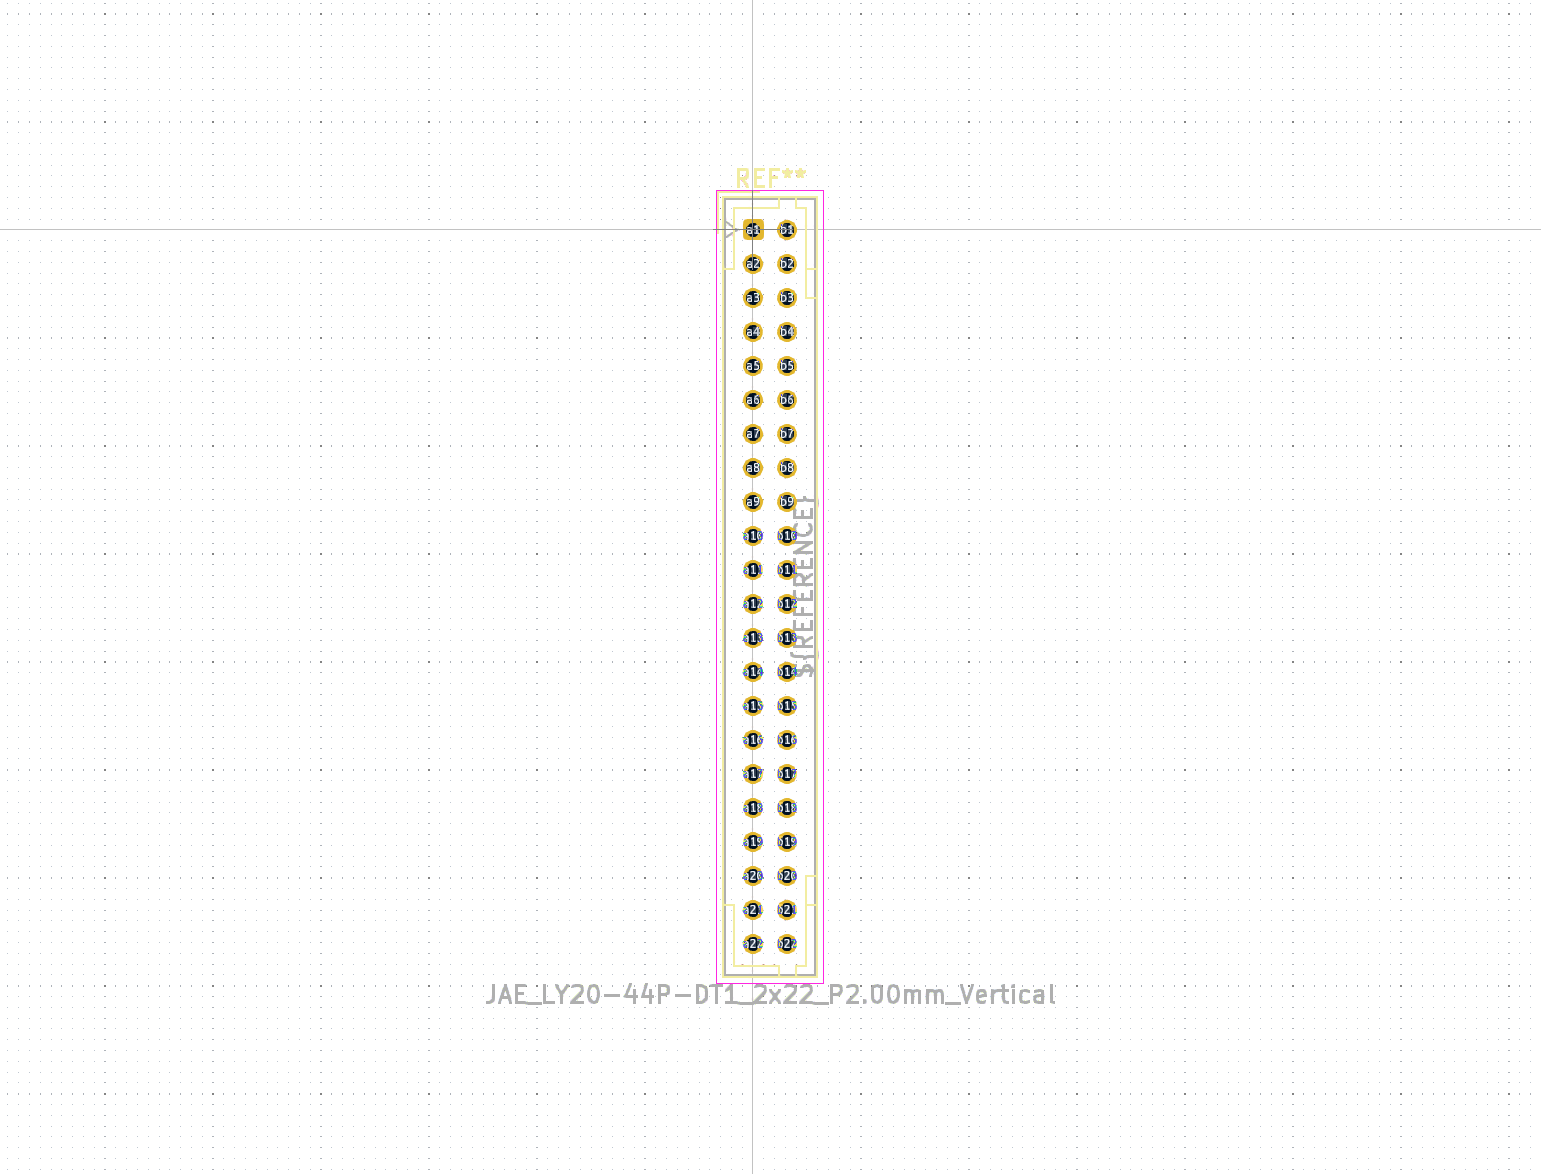 REF**
a1 b1
a2 b2
a3 b3
a4 b4
a5 b5
a6 b6
a7 b7
a8 b8
a9 b9
a10 b10
a11 b11
a12 b12
a13 b13
a14 b14
a15 b15
a16 b16
a17 b17
a18 b18
a19 b19
a20 b20
a21 b21
a22 b22
${REFERENCE}
JAE_LY20-44P-DT1_2x22_P2.00mm_Vertical